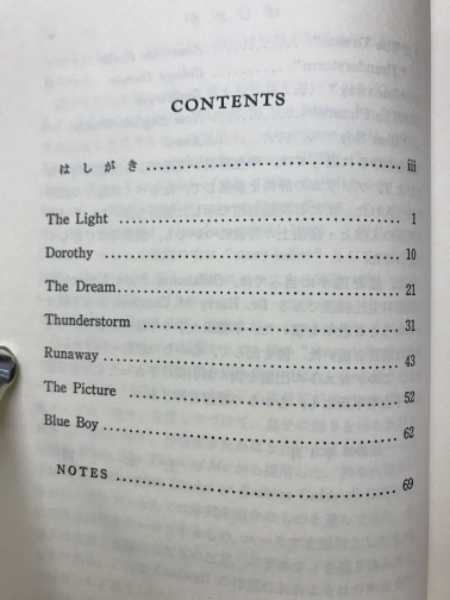 CONTENTS
はしがき iii
The Light 1
Dorothy 10
The Dream 21
Thunderstorm 31
Runaway 43
The Picture 52
Blue Boy 62
NOTES 69